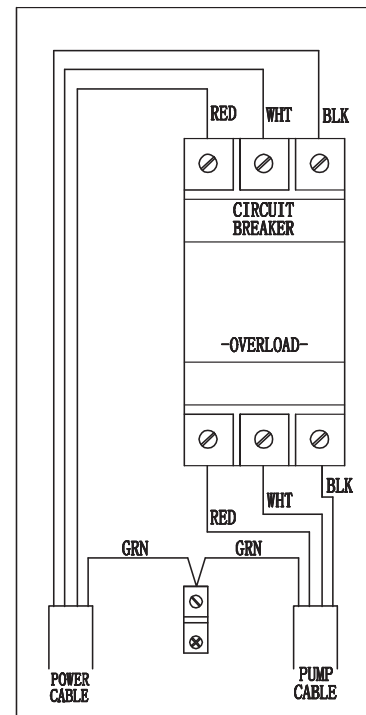 RED
WHT
BLK
CIRCUIT
BREAKER
-OVERLOAD-
BLK
WHT
RED
GRN
GRN
POWER
CABLE
PUMP
CABLE